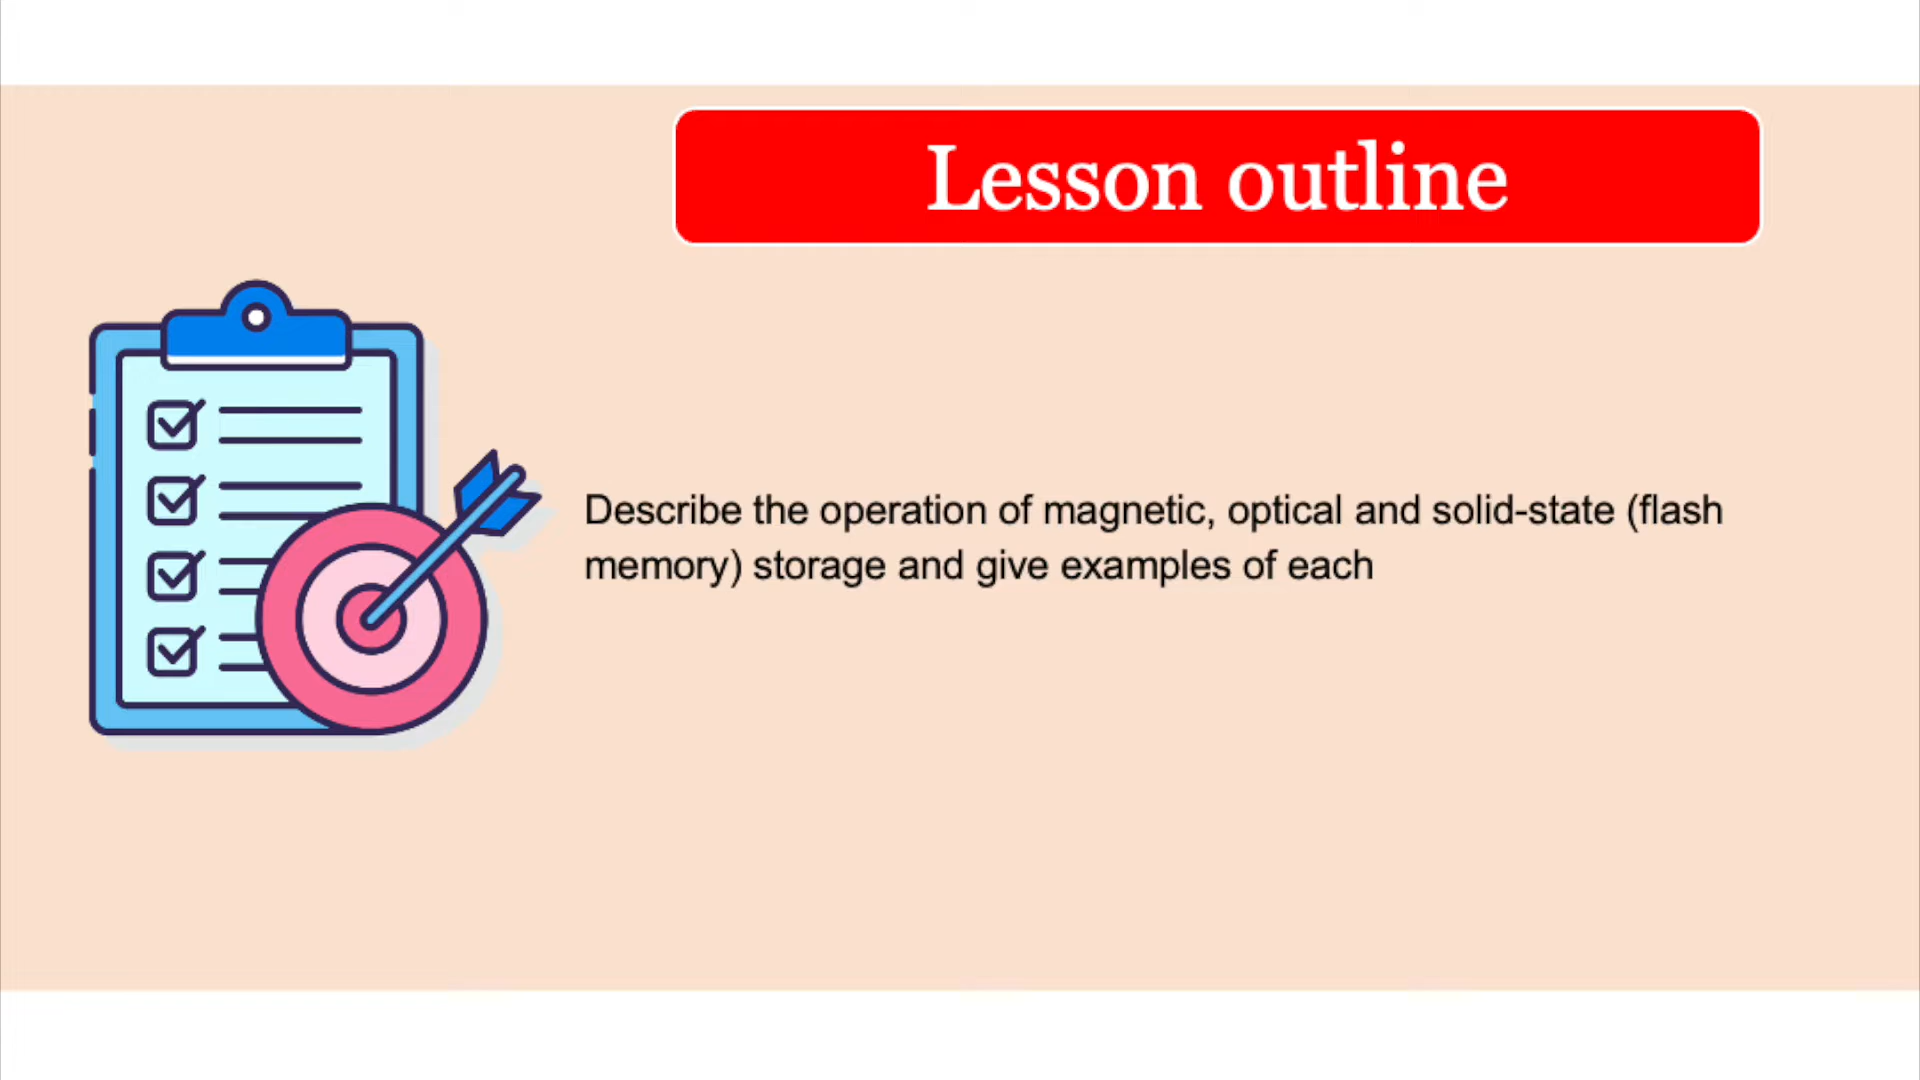 Lesson outline
Describe the operation of magnetic, optical and solid-state (flash
memory) storage and give examples of each